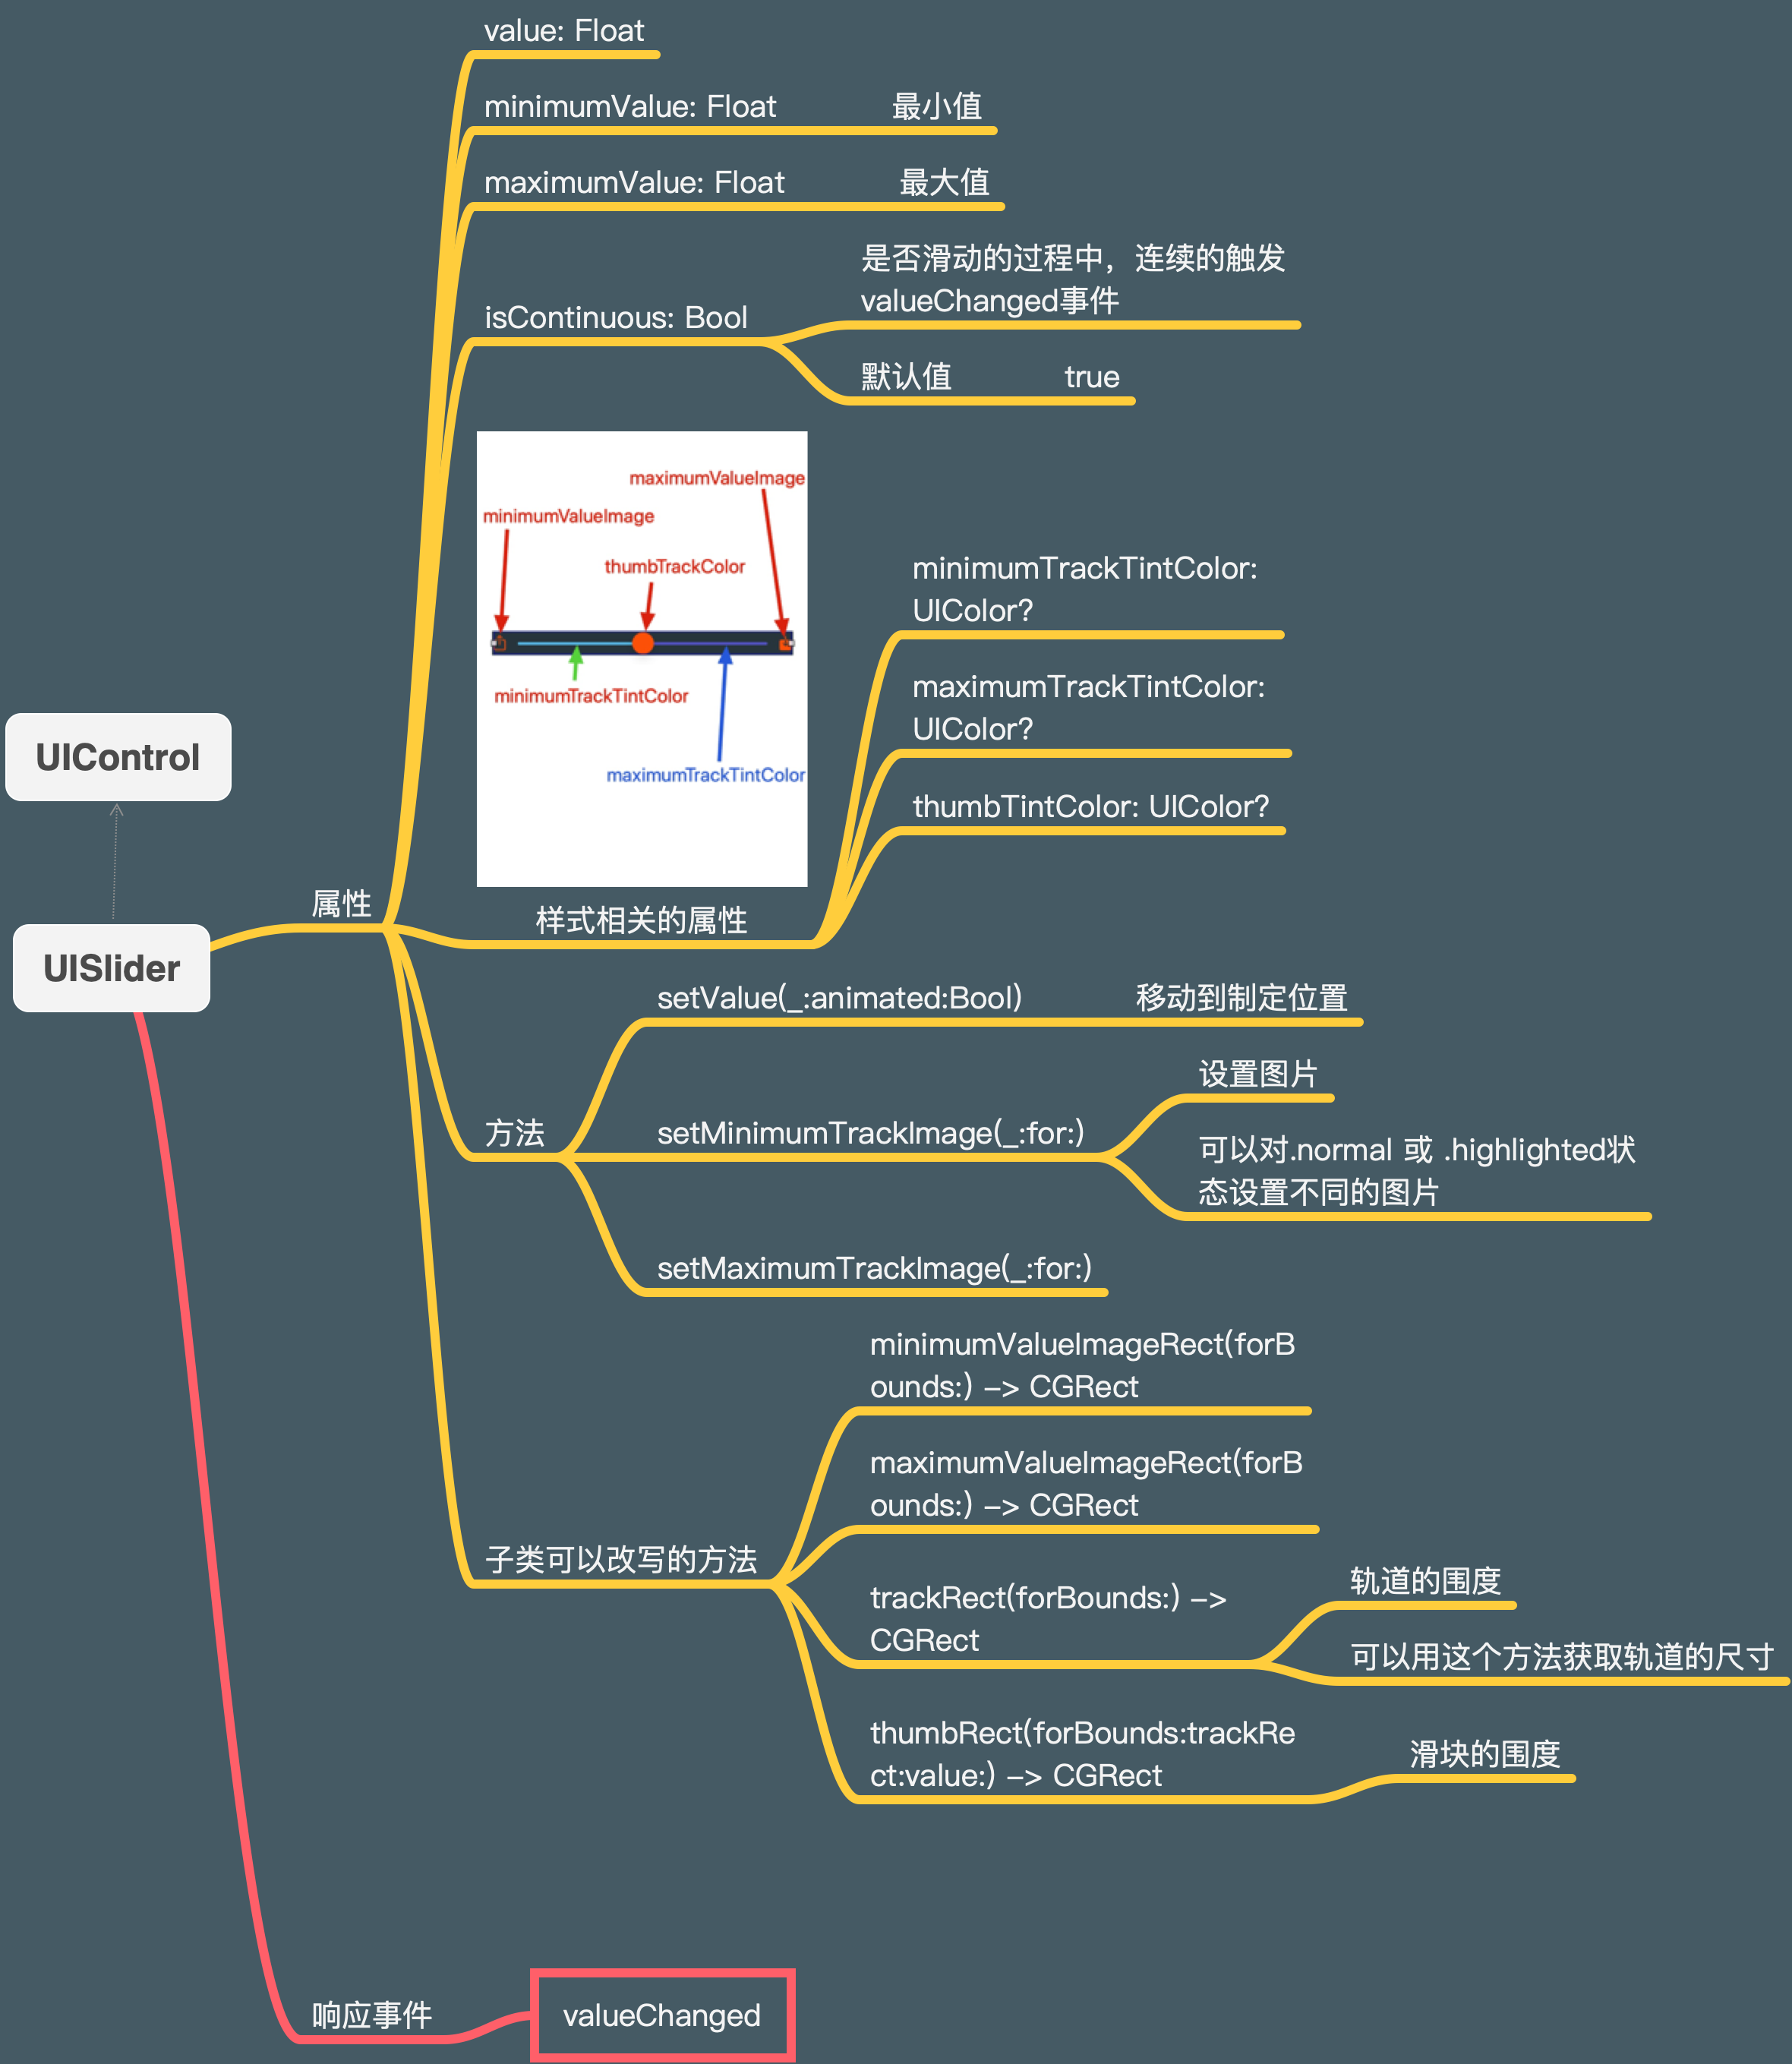 value: Float
minimumValue: Float 最小值
maximumValue: Float 最大值
是否滑动的过程中，连续的触发
valueChanged事件
isContinuous: Bool
默认值 true
maximumValueImage
minimumValueImage
thumbTrackColor
minimumTrackTintColor
maximumTrackTintColor
minimumTrackTintColor:
UIColor?
maximumTrackTintColor:
UIColor?
thumbTintColor: UIColor?
UIControl
属性
样式相关的属性
UISlider
setValue(_:animated:Bool) 移动到制定位置
设置图片
方法
setMinimumTrackImage(_:for:)
可以对.normal 或 .highlighted状
态设置不同的图片
setMaximumTrackImage(_:for:)
minimumValueImageRect(forB
ounds:) -> CGRect
maximumValueImageRect(forB
ounds:) -> CGRect
子类可以改写的方法
trackRect(forBounds:) ->
CGRect
轨道的围度
可以用这个方法获取轨道的尺寸
thumbRect(forBounds:trackRe
ct:value:) -> CGRect
滑块的围度
响应事件
valueChanged